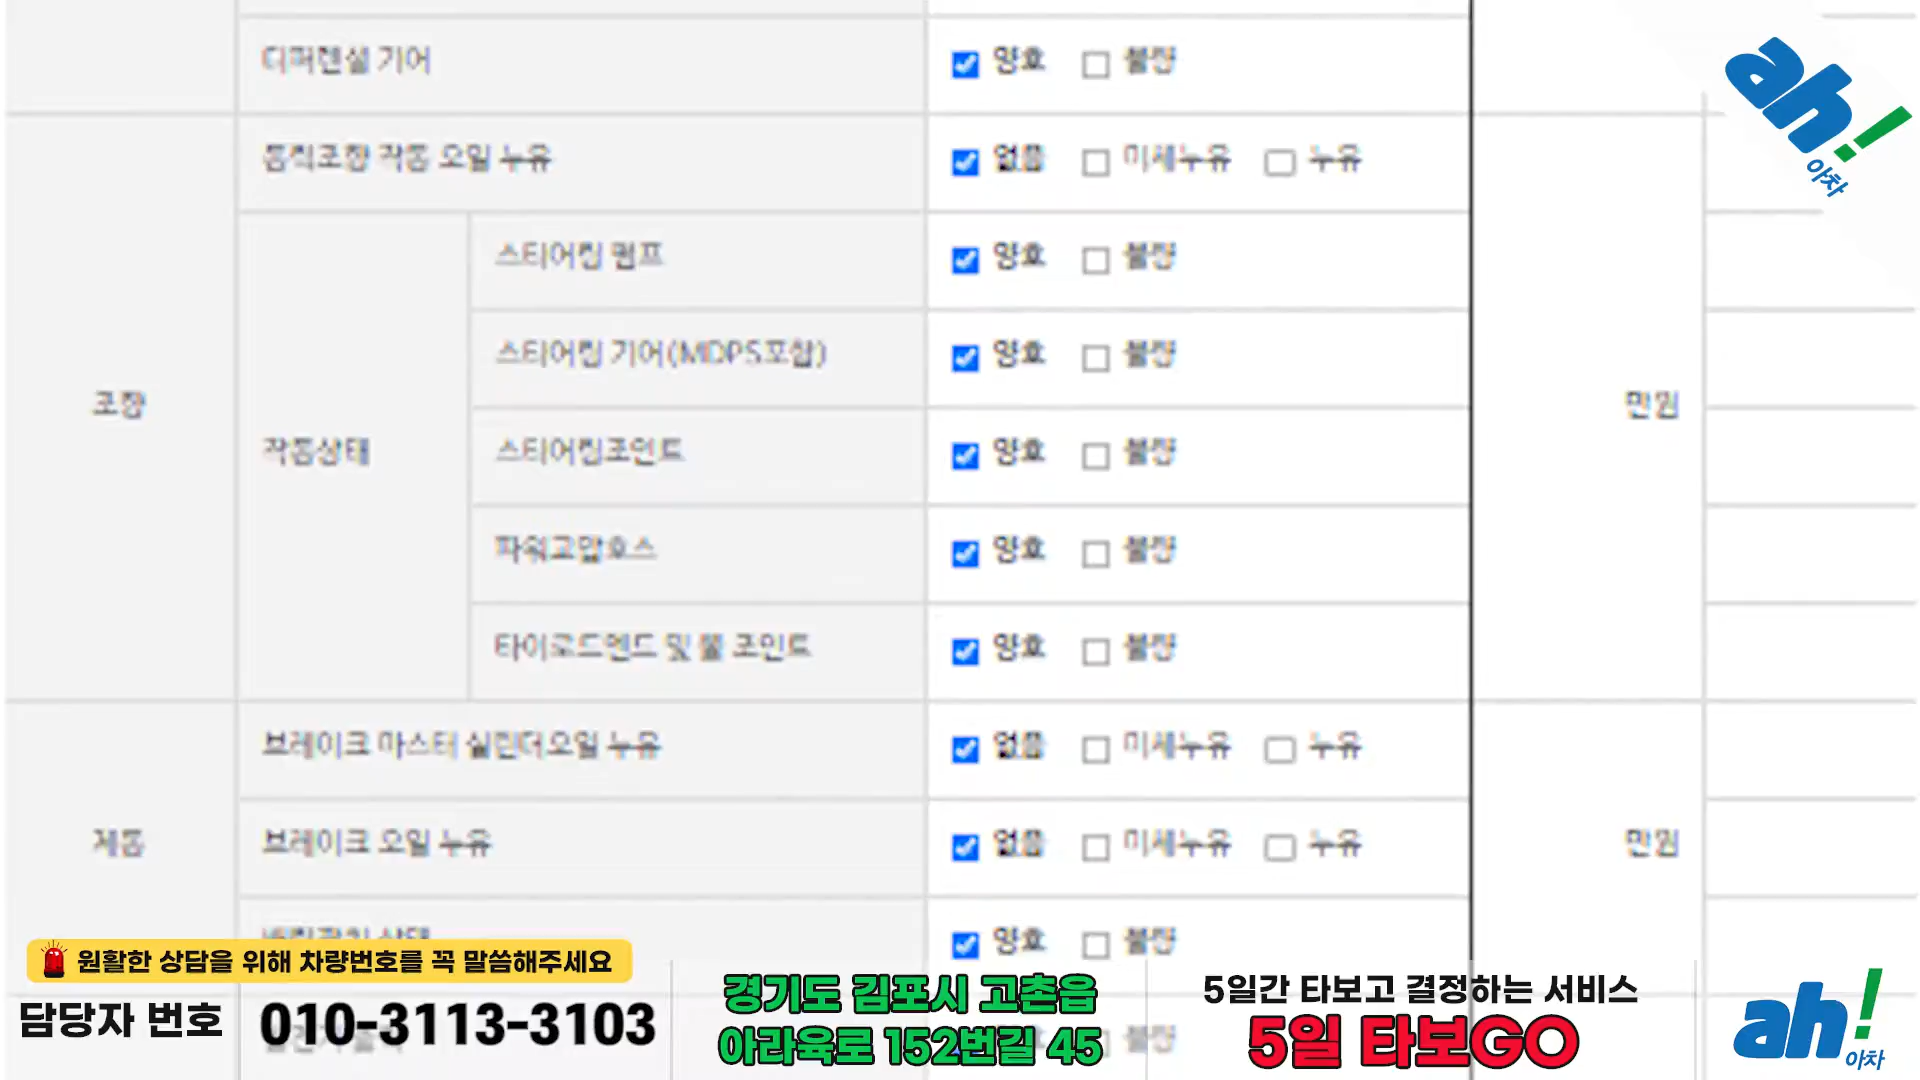 디퍼렌셜 기어 양호 불량
동력조향 작동 오일 누유 없음 미세누유 누유
스티어링 펌프 양호 불량
스티어링 기어(MDPS포함) 양호 불량
조향 만원
작동상태 스티어링조인트 양호 불량
파워고압호스 양호 불량
타이로드엔드 및 볼 조인트 양호 불량
브레이크 마스터 실린더오일 누유 없음 미세누유 누유
제동 브레이크 오일 누유 없음 미세누유 누유 만원
양호 불량
불량
ah!
아차
원활한 상담을 위해 차량번호를 꼭 말씀해주세요
담당자 번호 010-3113-3103
경기도 김포시 고촌읍
아라육로 152번길 45
5일간 타보고 결정하는 서비스
5일 타보GO
ah!
아차